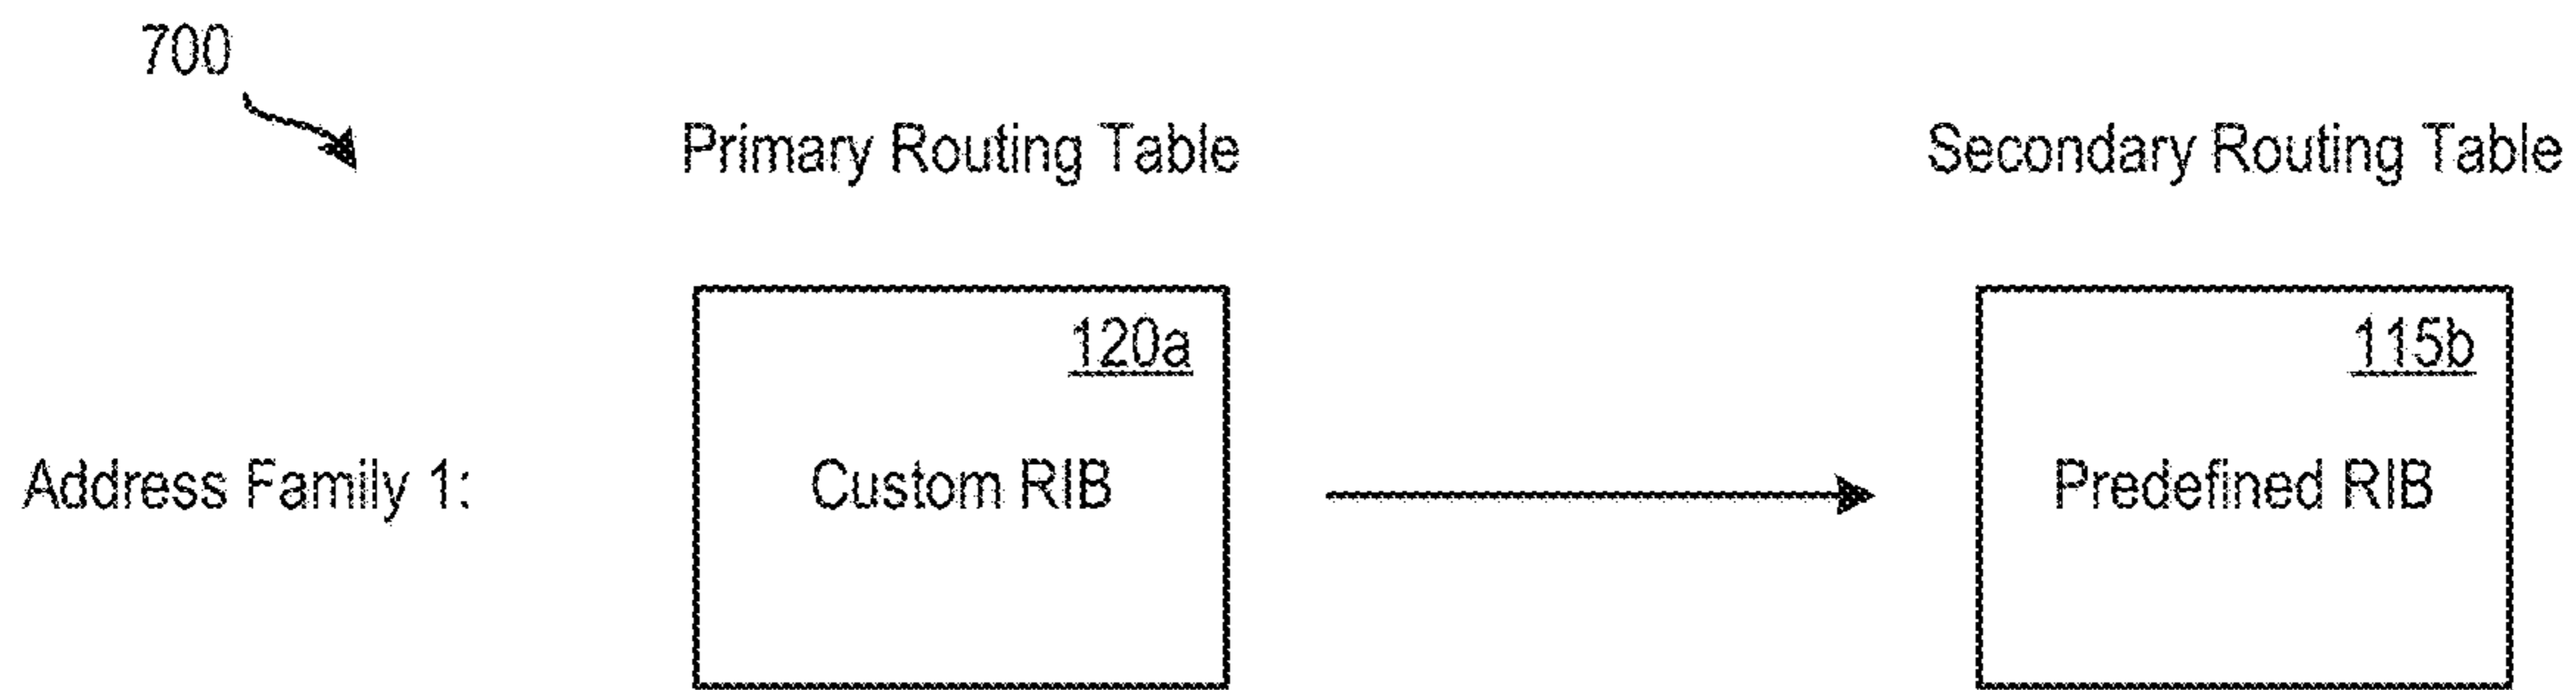 700
Primary Routing Table
Secondary Routing Table
120a
115b
Address Family 1:
Custom RIB
Predefined RIB